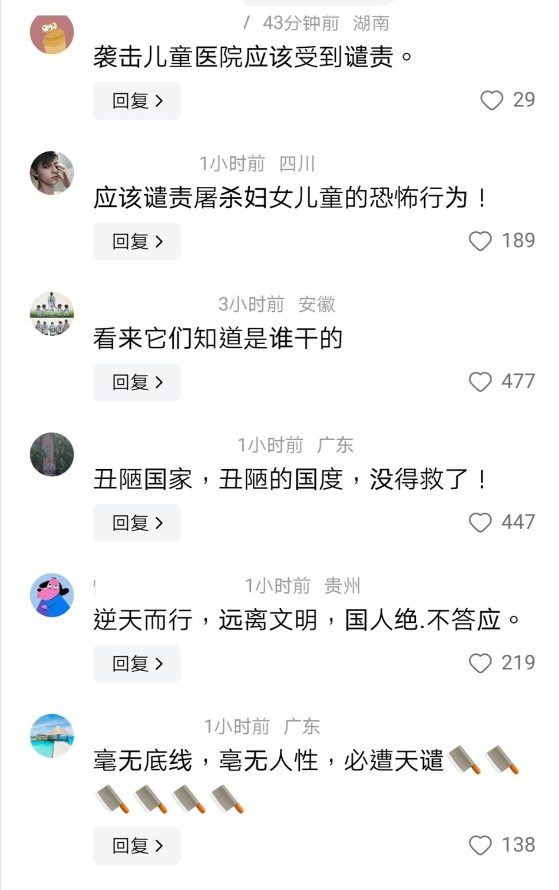 / 43分钟前 湖南
袭击儿童医院应该受到谴责。
回复 >
29
1小时前 四川
应该谴责屠杀妇女儿童的恐怖行为！
回复 >
189
3小时前 安徽
看来它们知道是谁干的
回复 >
477
1小时前 广东
丑陋国家，丑陋的国度，没得救了！
回复 >
447
1小时前 贵州
逆天而行，远离文明，国人绝.不答应。
回复 >
219
1小时前 广东
毫无底线，毫无人性，必遭天谴
回复 >
138